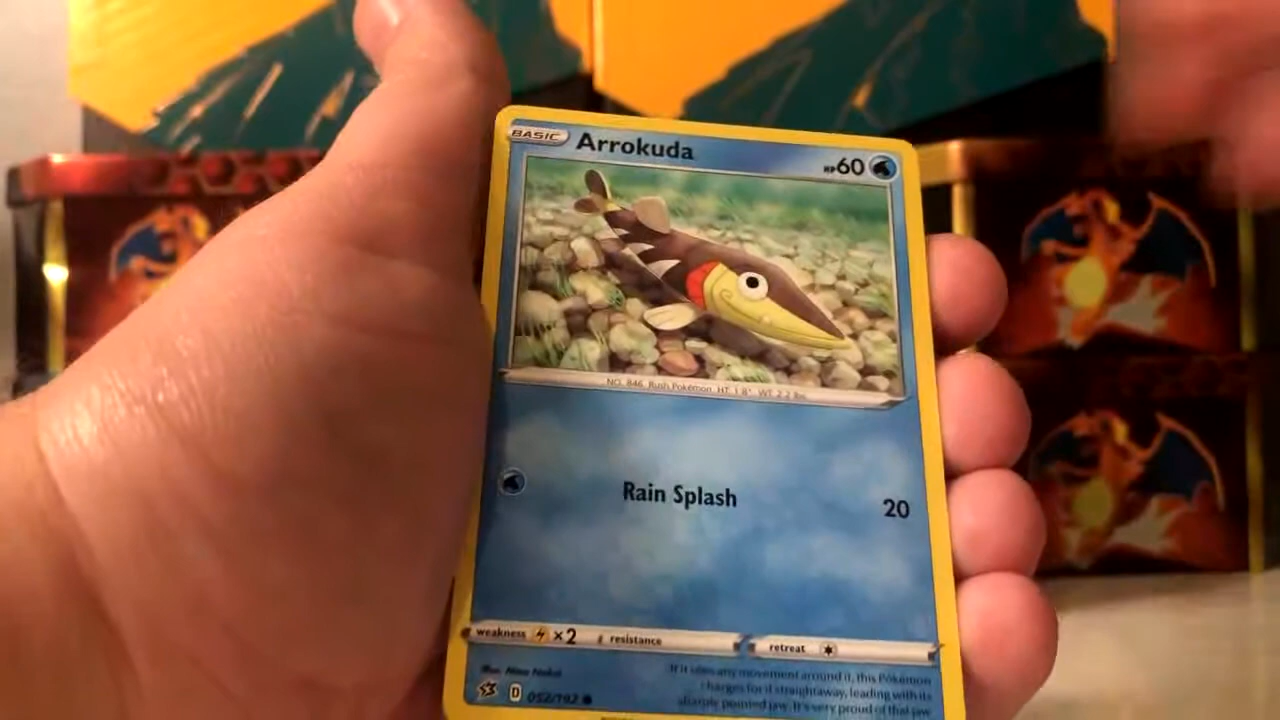 BASIC Arrokuda HP60
NO. 846 Rush Pokémon HT: 1'8" WT: 2.2 lbs.
Rain Splash 20
weakness ×2 resistance retreat
Illus.
If it sees any movement around it, this Pokémon
D 052/192
charges for it straightaway, leading with its
sharply pointed jaw. It's very proud of that jaw